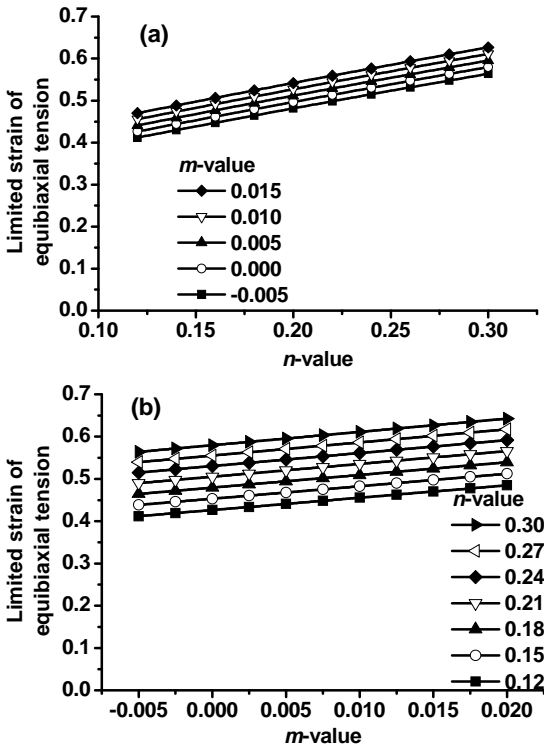 (a)
Limited strain of
equibiaxial tension
0.7
0.6
0.5
0.4
0.3
0.2
0.1
0.0
m-value
0.015
0.010
0.005
0.000
-0.005
0.10 0.15 0.20 0.25 0.30
n-value
(b)
Limited strain of
equibiaxial tension
0.7
0.6
0.5
0.4
0.3
0.2
0.1
0.0
n-value
0.30
0.27
0.24
0.21
0.18
0.15
0.12
-0.005 0.000 0.005 0.010 0.015 0.020
m-value